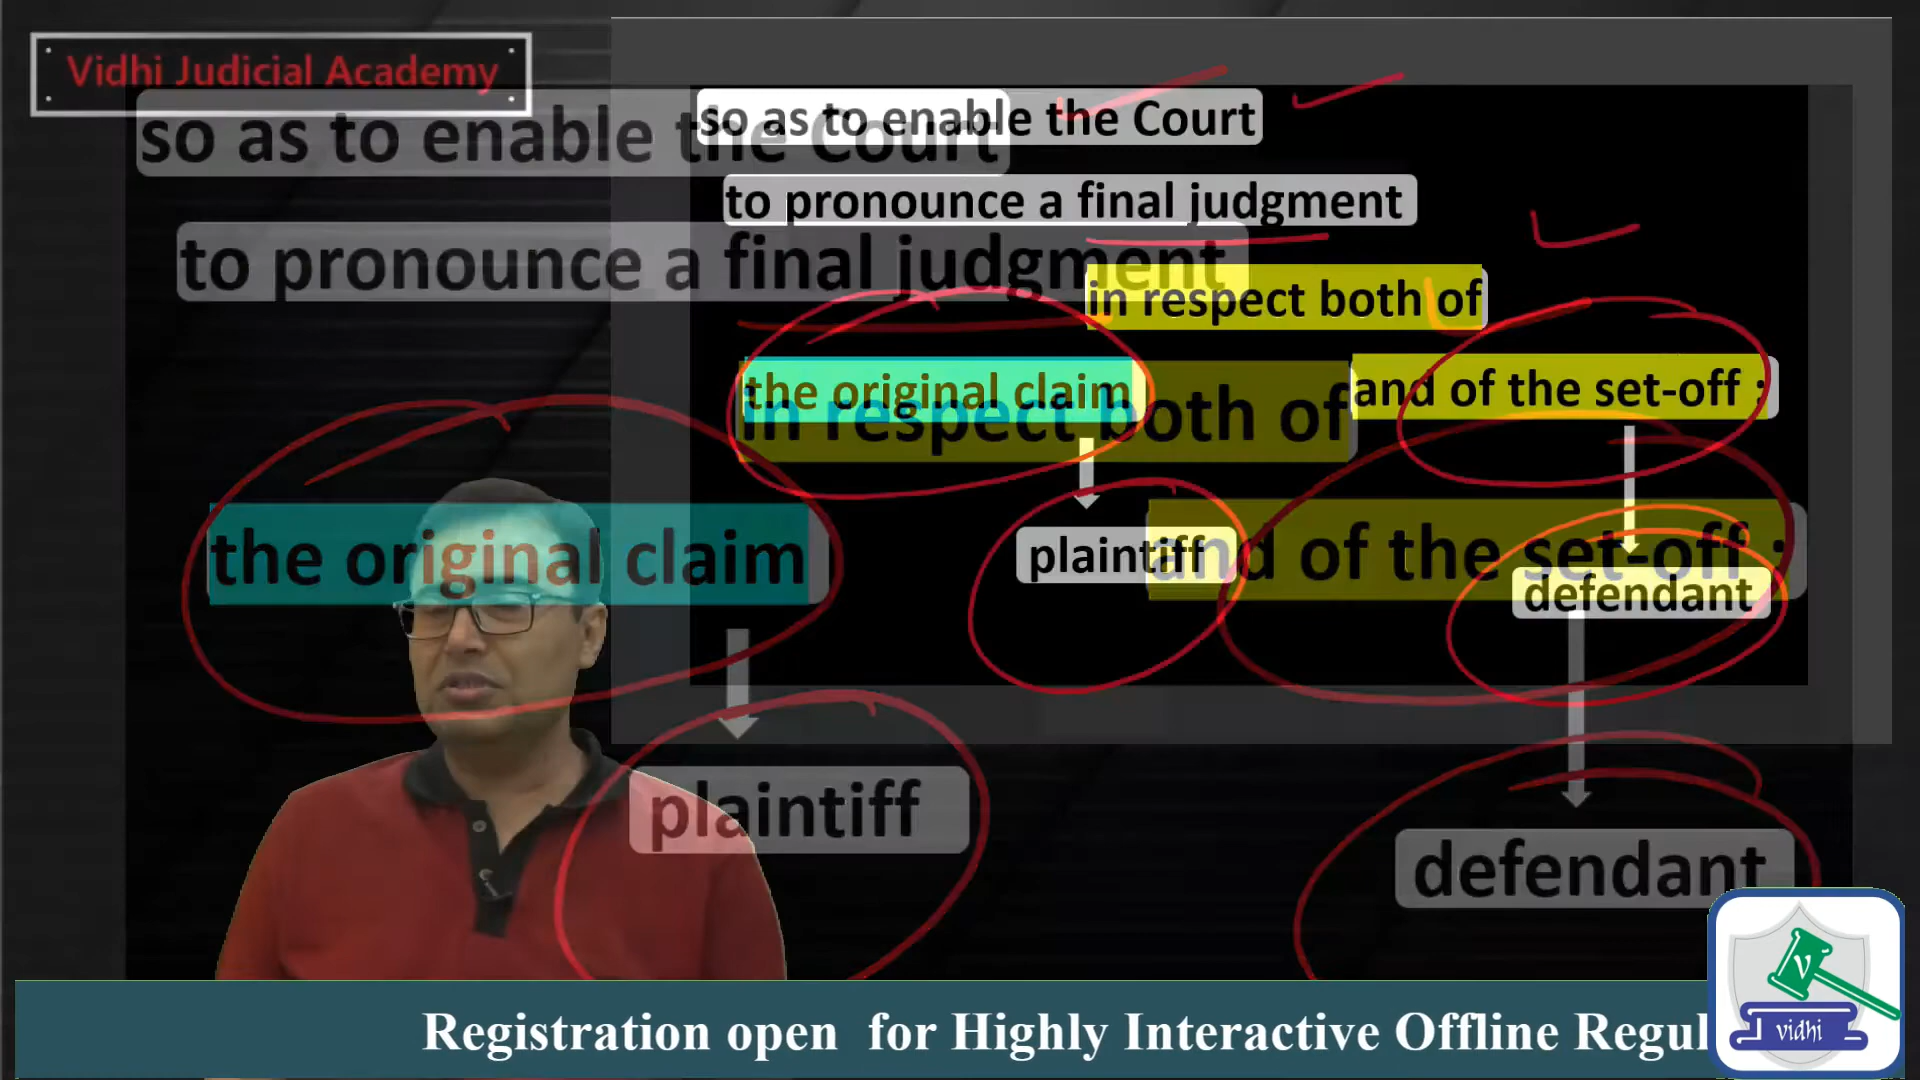 Vidhi Judicial Academy
so as to enable the Court
to pronounce a final judgment
in respect both of
the original claim
and of the set-off :
plaintiff
defendant
so as to enable the Court
to pronounce a final judgment
in respect both of
the original claim
and of the set-off :
plaintiff
defendant
Registration open for Highly Interactive Offline Regul
V
vidhi